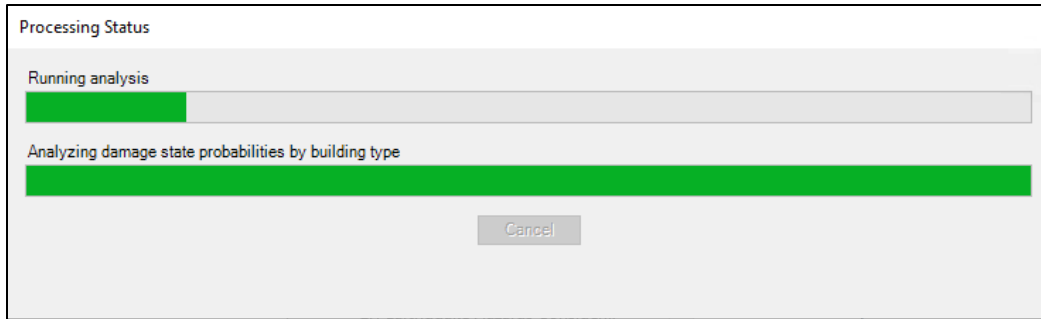 Processing Status
Running analysis
Analyzing damage state probabilities by building type
Cancel